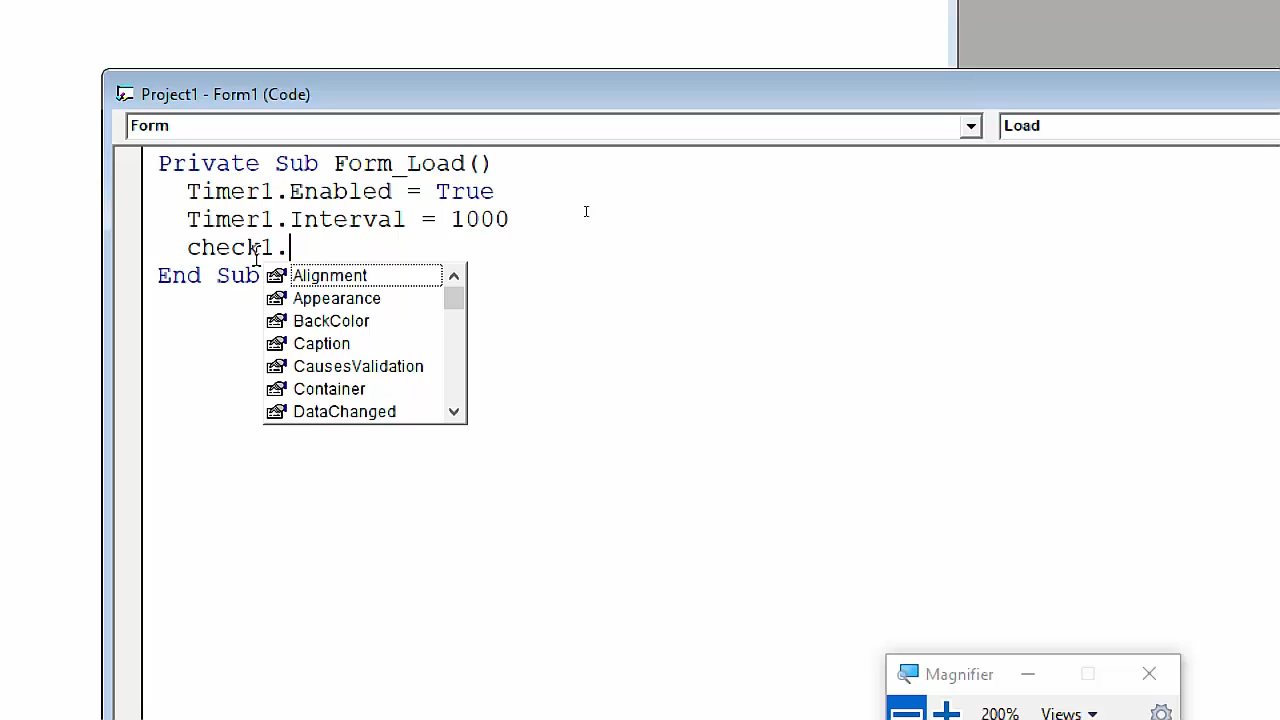 Project1 - Form1 (Code)
Form
Load
Private Sub Form_Load()
Timer1.Enabled = True
Timer1.Interval = 1000
check1.
End Sub
Alignment
Appearance
BackColor
Caption
CausesValidation
Container
DataChanged
Magnifier
200%
Views